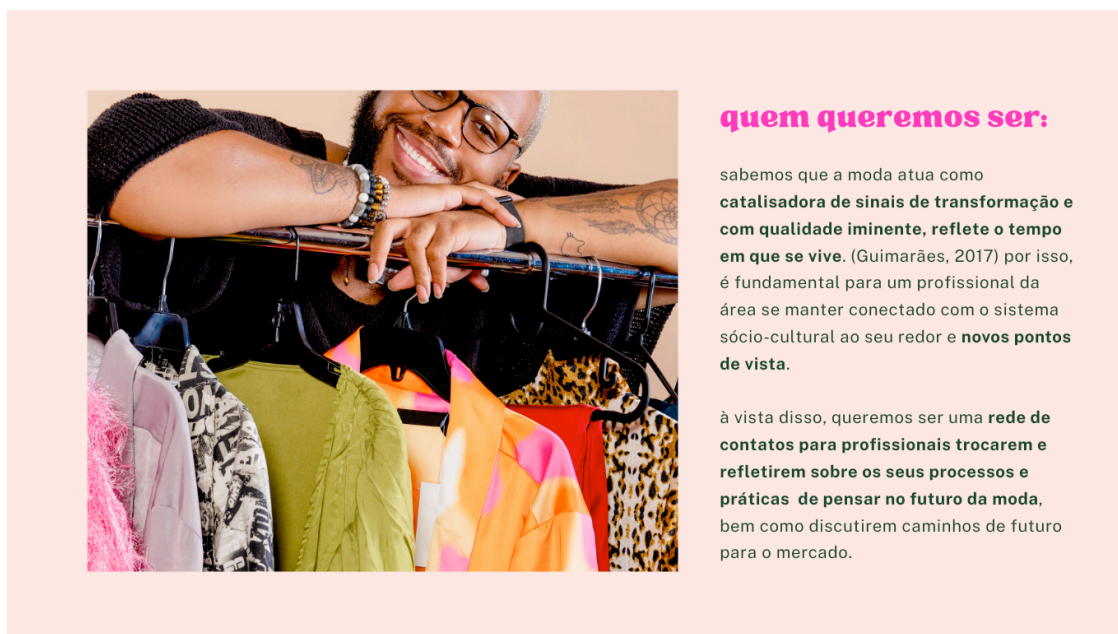 quem queremos ser:
sabemos que a moda atua como
catalisadora de sinais de transformação e
com qualidade iminente, reflete o tempo
em que se vive. (Guimarães, 2017) por isso,
é fundamental para um profissional da
área se manter conectado com o sistema
sócio-cultural ao seu redor e novos pontos
de vista.
à vista disso, queremos ser uma rede de
contatos para profissionais trocarem e
refletirem sobre os seus processos e
práticas  de pensar no futuro da moda,
bem como discutirem caminhos de futuro
para o mercado.